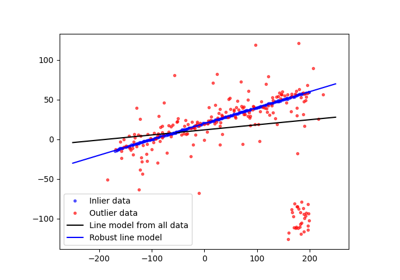 100
50
0
−50
−100
Inlier data
Outlier data
Line model from all data
Robust line model
−200 −100 0 100 200